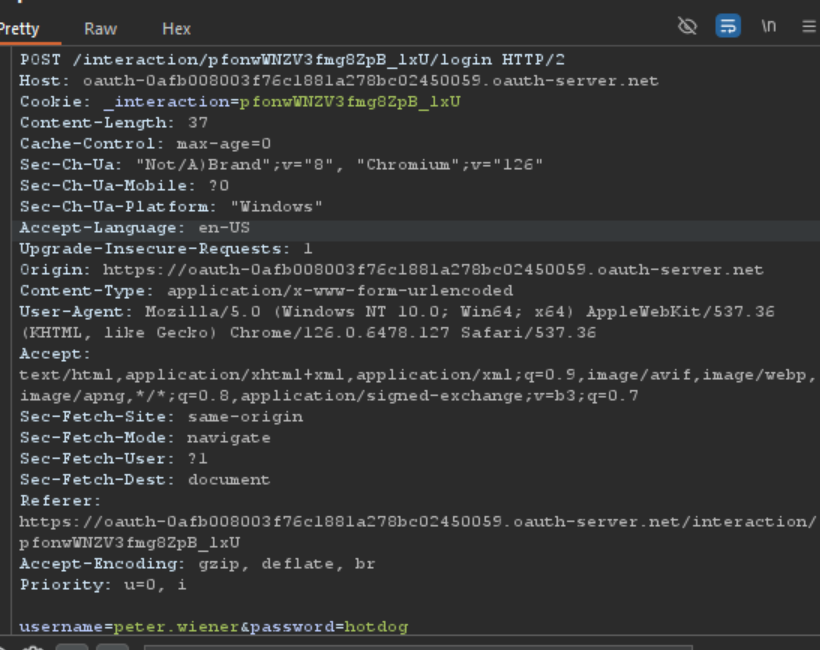 Pretty Raw Hex \n
POST /interaction/pfonwWNZV3fmg8ZpB_lxU/login HTTP/2
Host: oauth-0afb008003f76c1881a278bc02450059.oauth-server.net
Cookie: _interaction=pfonwWNZV3fmg8ZpB_lxU
Content-Length: 37
Cache-Control: max-age=0
Sec-Ch-Ua: "Not/A)Brand";v="8", "Chromium";v="126"
Sec-Ch-Ua-Mobile: ?0
Sec-Ch-Ua-Platform: "Windows"
Accept-Language: en-US
Upgrade-Insecure-Requests: 1
Origin: https://oauth-0afb008003f76c1881a278bc02450059.oauth-server.net
Content-Type: application/x-www-form-urlencoded
User-Agent: Mozilla/5.0 (Windows NT 10.0; Win64; x64) AppleWebKit/537.36
(KHTML, like Gecko) Chrome/126.0.6478.127 Safari/537.36
Accept:
text/html,application/xhtml+xml,application/xml;q=0.9,image/avif,image/webp,
image/apng,*/*;q=0.8,application/signed-exchange;v=b3;q=0.7
Sec-Fetch-Site: same-origin
Sec-Fetch-Mode: navigate
Sec-Fetch-User: ?1
Sec-Fetch-Dest: document
Referer:
https://oauth-0afb008003f76c1881a278bc02450059.oauth-server.net/interaction/
pfonwWNZV3fmg8ZpB_lxU
Accept-Encoding: gzip, deflate, br
Priority: u=0, i
username=peter.wiener&password=hotdog